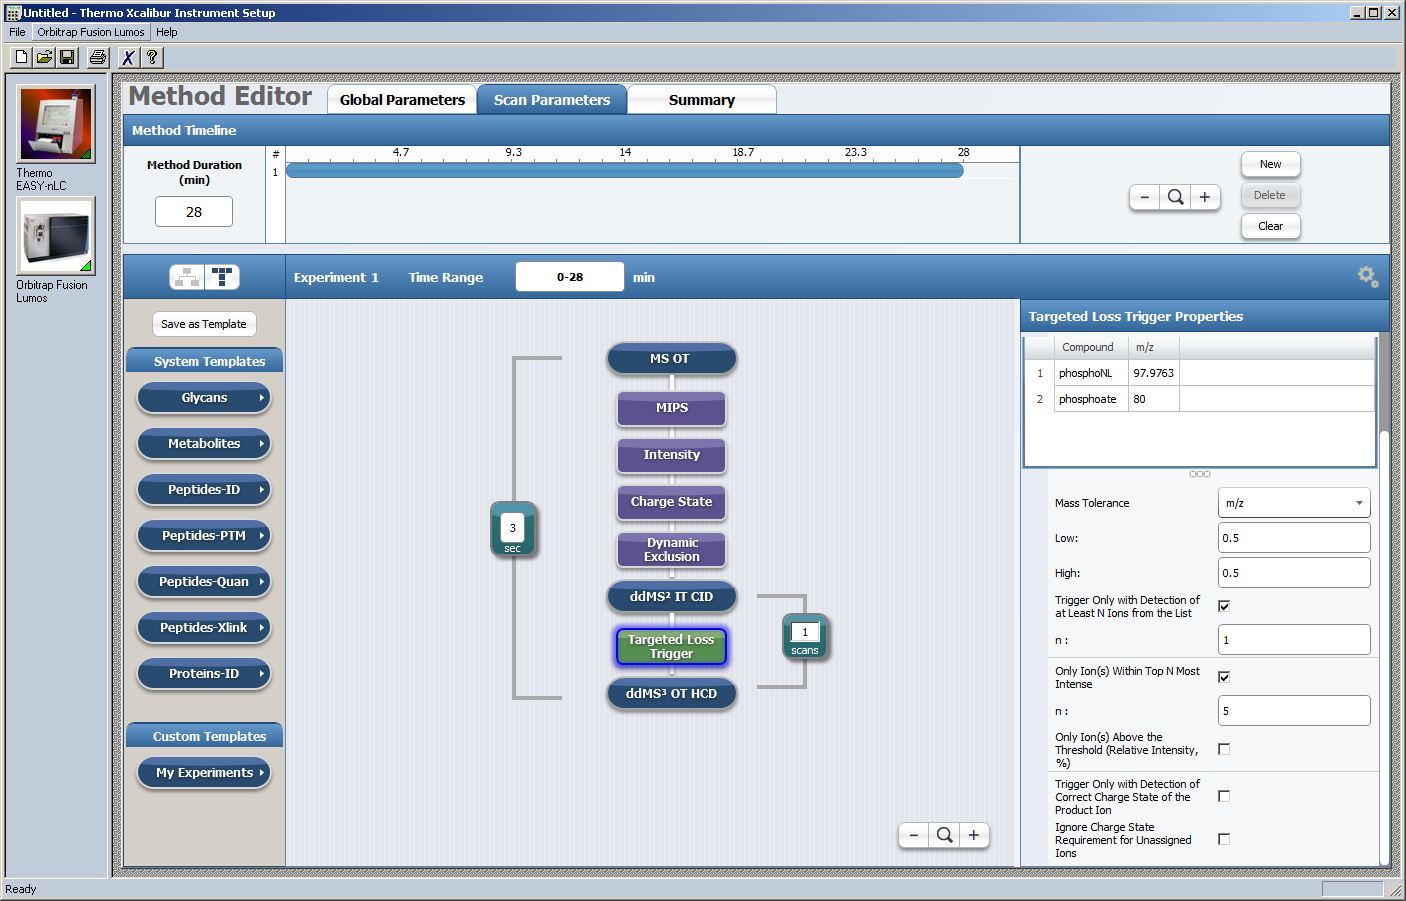 Untitled - Thermo Xcalibur Instrument Setup
File Orbitrap Fusion Lumos Help
Thermo
EASY-nLC
Orbitrap Fusion
Lumos
Method Editor
Global Parameters Scan Parameters Summary
Method Timeline
Method Duration
(min)
28
# 4.7 9.3 14 18.7 23.3 28
1
New
Delete
Clear
Experiment 1 Time Range 0-28 min
Save as Template
System Templates
Glycans
Metabolites
Peptides-ID
Peptides-PTM
Peptides-Quan
Peptides-Xlink
Proteins-ID
Custom Templates
My Experiments
MS OT
MIPS
Intensity
Charge State
Dynamic
Exclusion
ddMS² IT CID
Targeted Loss
Trigger
ddMS³ OT HCD
3
sec
1
scans
Targeted Loss Trigger Properties
Compound m/z
1 phosphoNL 97.9763
2 phosphoate 80
Mass Tolerance m/z
Low: 0.5
High: 0.5
Trigger Only with Detection of
at Least N Ions from the List
n : 1
Only Ion(s) Within Top N Most
Intense
n : 5
Only Ion(s) Above the
Threshold (Relative Intensity,
%)
Trigger Only with Detection of
Correct Charge State of the
Product Ion
Ignore Charge State
Requirement for Unassigned
Ions
Ready